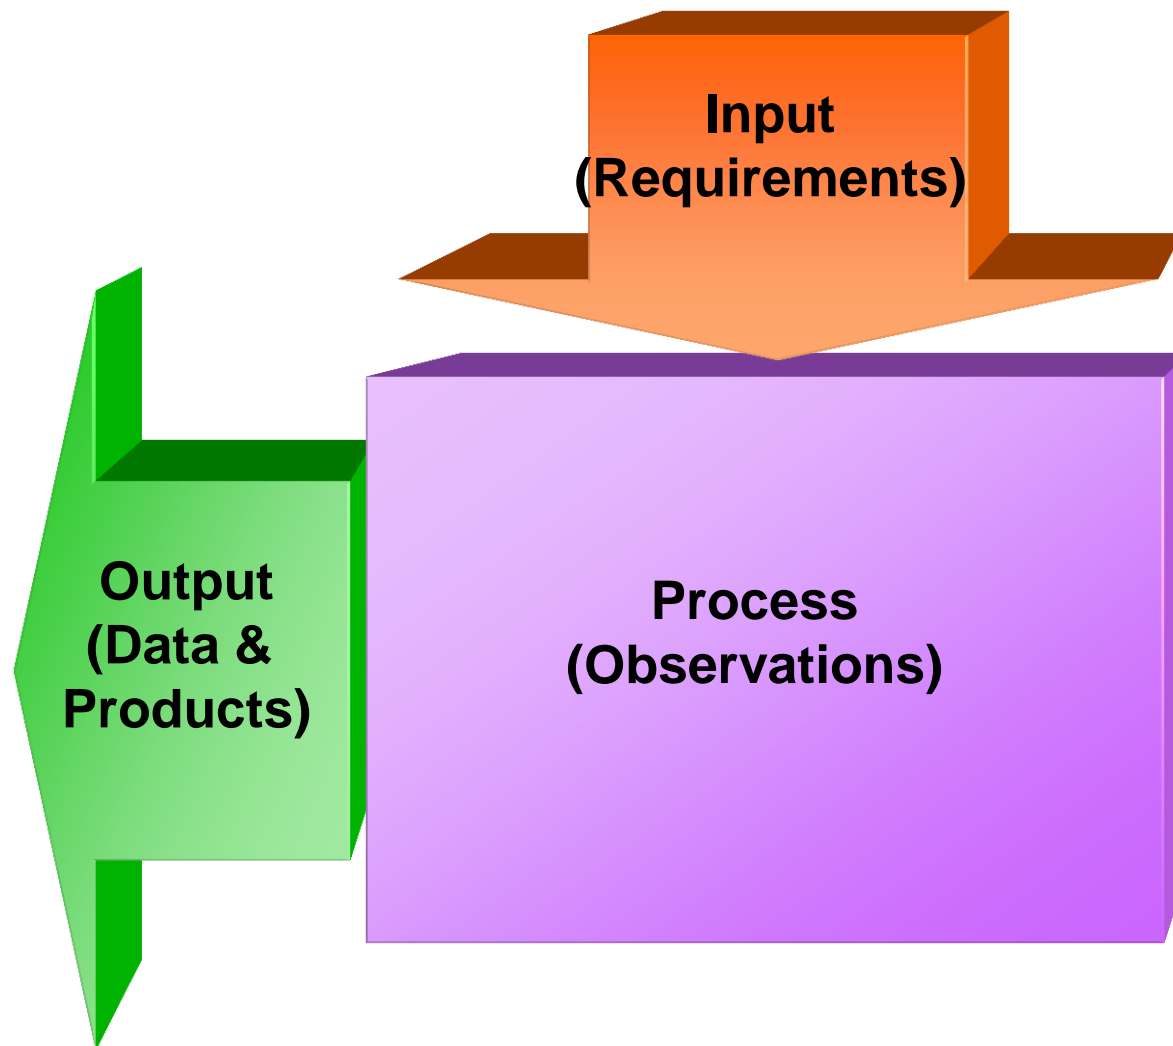 Input
(Requirements)
Output
(Data &
Products)
Process
(Observations)